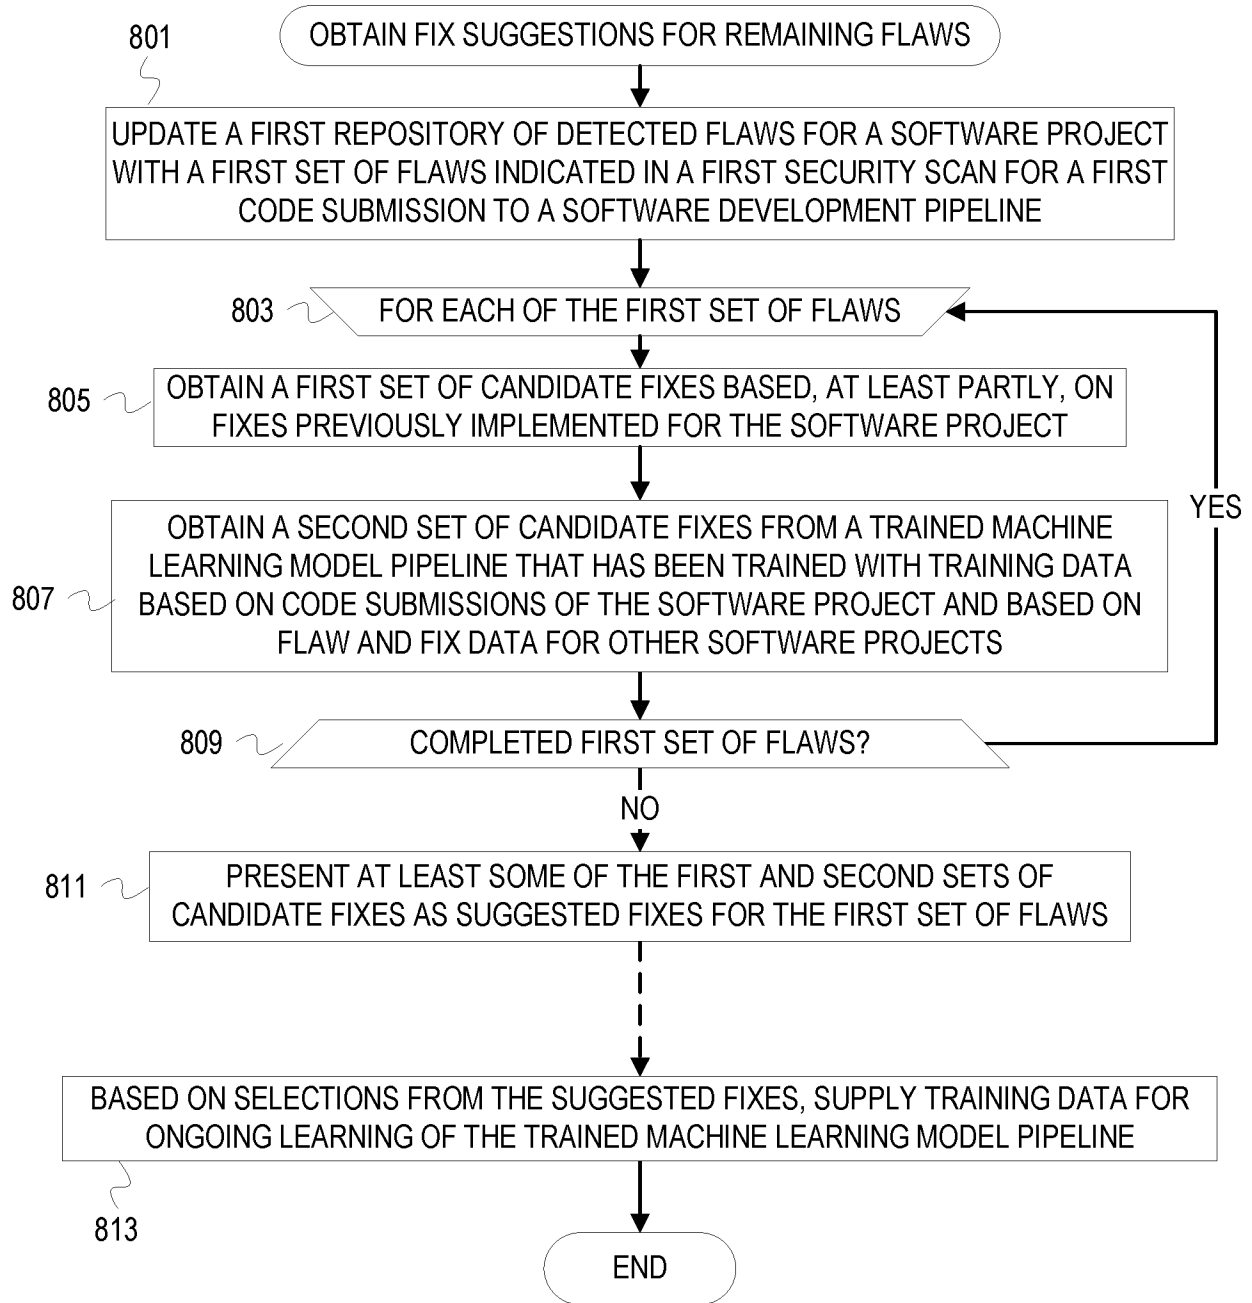 OBTAIN FIX SUGGESTIONS FOR REMAINING FLAWS
801
UPDATE A FIRST REPOSITORY OF DETECTED FLAWS FOR A SOFTWARE PROJECT
WITH A FIRST SET OF FLAWS INDICATED IN A FIRST SECURITY SCAN FOR A FIRST
CODE SUBMISSION TO A SOFTWARE DEVELOPMENT PIPELINE
803
FOR EACH OF THE FIRST SET OF FLAWS
805
OBTAIN A FIRST SET OF CANDIDATE FIXES BASED, AT LEAST PARTLY, ON
FIXES PREVIOUSLY IMPLEMENTED FOR THE SOFTWARE PROJECT
YES
807
OBTAIN A SECOND SET OF CANDIDATE FIXES FROM A TRAINED MACHINE
LEARNING MODEL PIPELINE THAT HAS BEEN TRAINED WITH TRAINING DATA
BASED ON CODE SUBMISSIONS OF THE SOFTWARE PROJECT AND BASED ON
FLAW AND FIX DATA FOR OTHER SOFTWARE PROJECTS
809
COMPLETED FIRST SET OF FLAWS?
NO
811
PRESENT AT LEAST SOME OF THE FIRST AND SECOND SETS OF
CANDIDATE FIXES AS SUGGESTED FIXES FOR THE FIRST SET OF FLAWS
BASED ON SELECTIONS FROM THE SUGGESTED FIXES, SUPPLY TRAINING DATA FOR
ONGOING LEARNING OF THE TRAINED MACHINE LEARNING MODEL PIPELINE
813
END